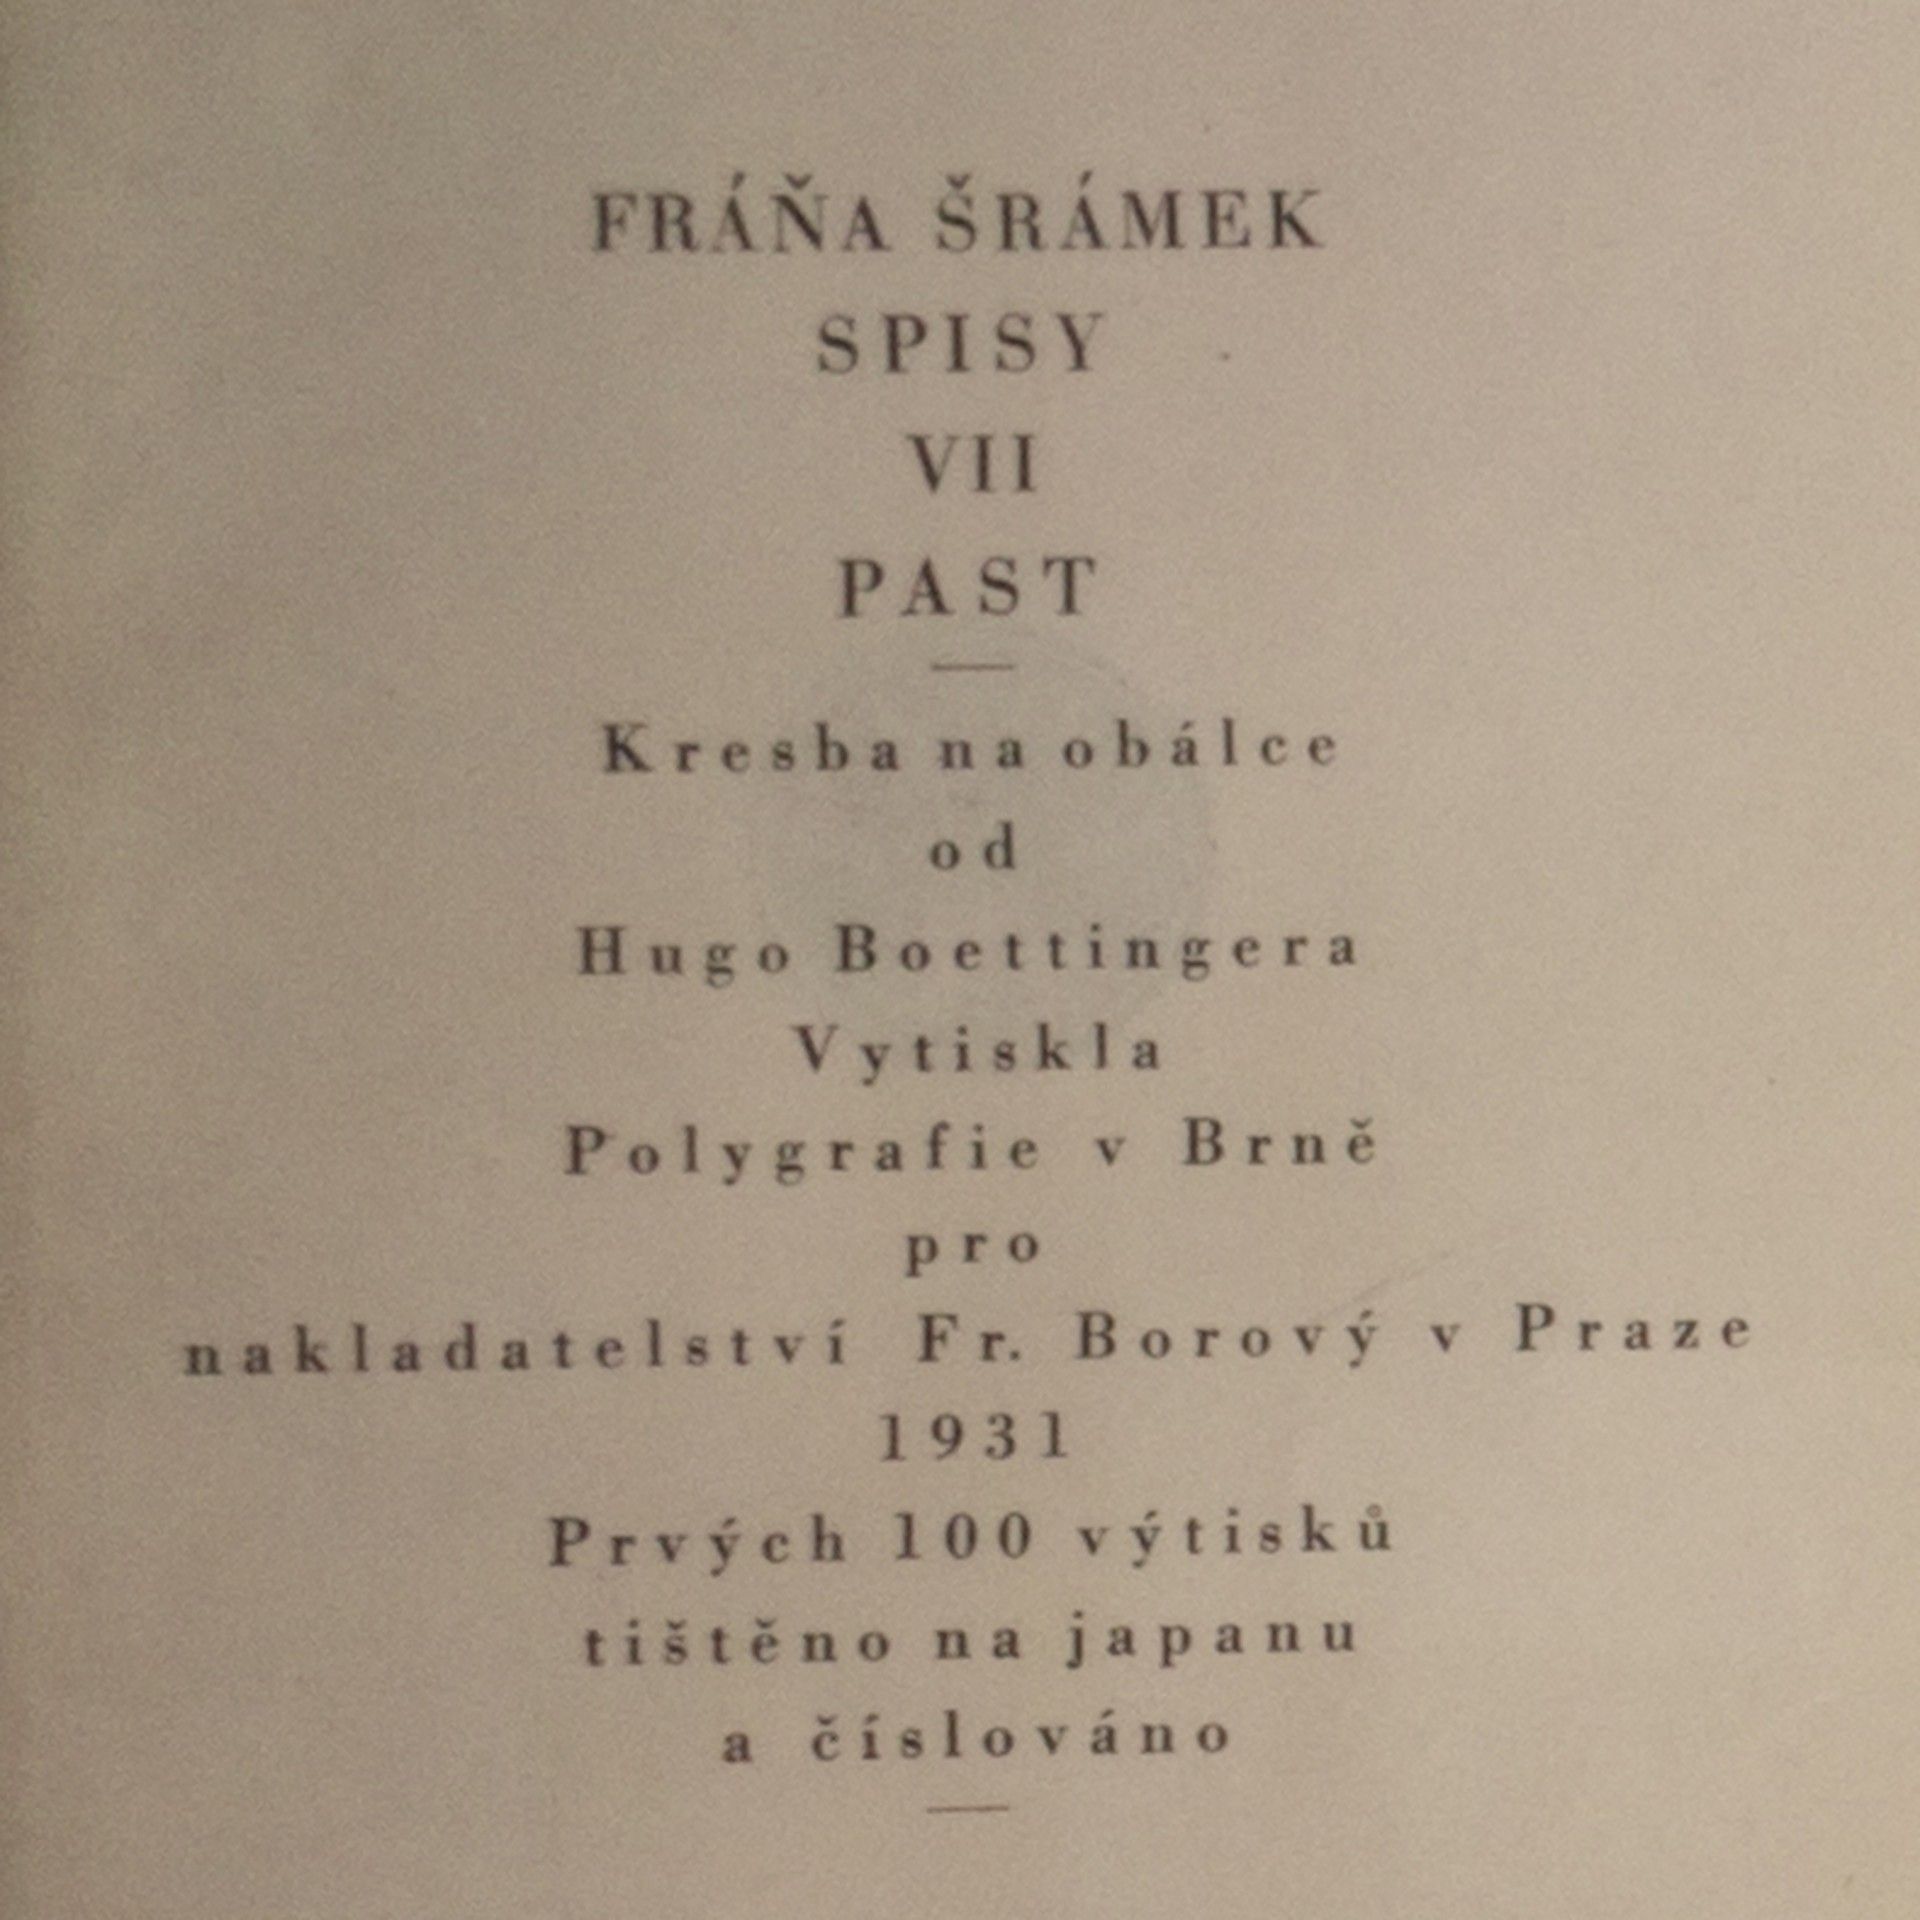 FRÁŇA ŠRÁMEK
SPISY
VII
PAST
Kresba na obálce
od
Hugo Boettingera
Vytiskla
Polygrafie v Brně
pro
nakladatelství Fr. Borový v Praze
1931
Prvých 100 výtisků
tištěno na japanu
a číslováno